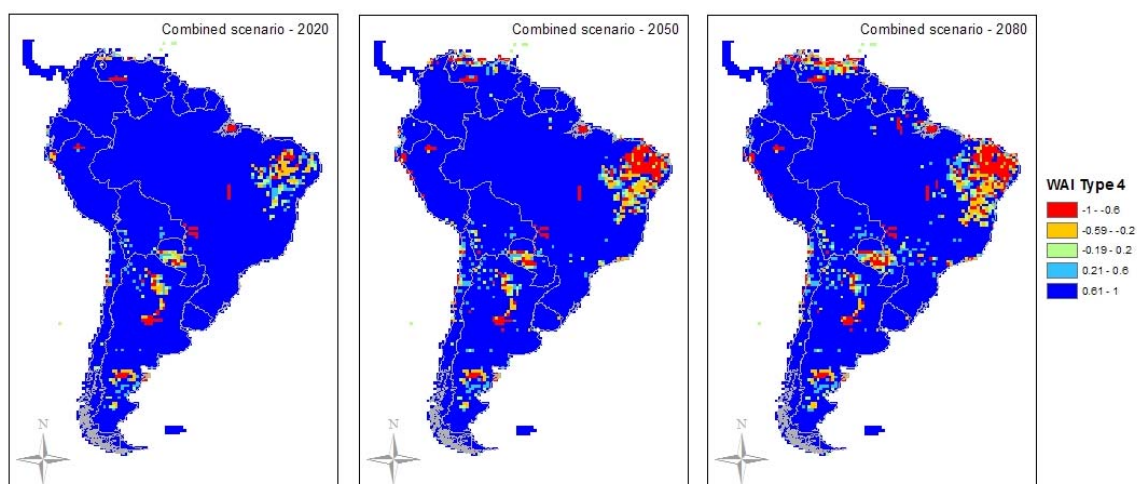 Combined scenario - 2020
Combined scenario - 2050
Combined scenario - 2080
WAI Type 4
-1 - -0.6
-0.59 - -0.2
-0.19 - 0.2
0.21 - 0.6
0.61 - 1
N
N
N